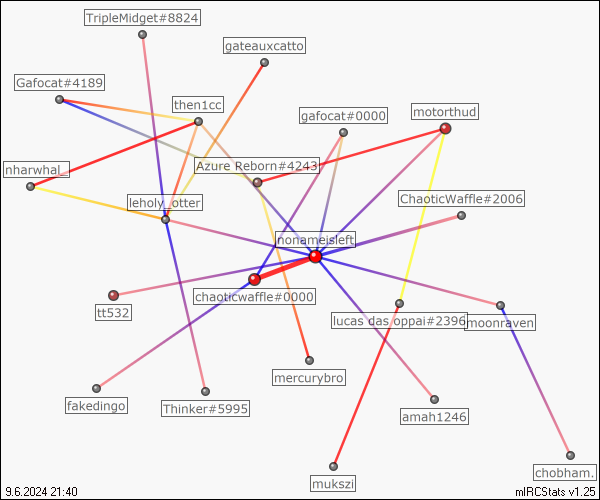 TripleMidget#8824
gateauxcatto
Gafocat#4189
then1cc
gafocat#0000
motorthud
Azure Reborn#4243
nharwhal_
leholy_otter
ChaoticWaffle#2006
nonameisleft
chaoticwaffle#0000
tt532
lucas das oppai#2396
moonraven
mercurybro
fakedingo
Thinker#5995
amah1246
mukszi
chobham.
9.6.2024 21:40
mIRCStats v1.25